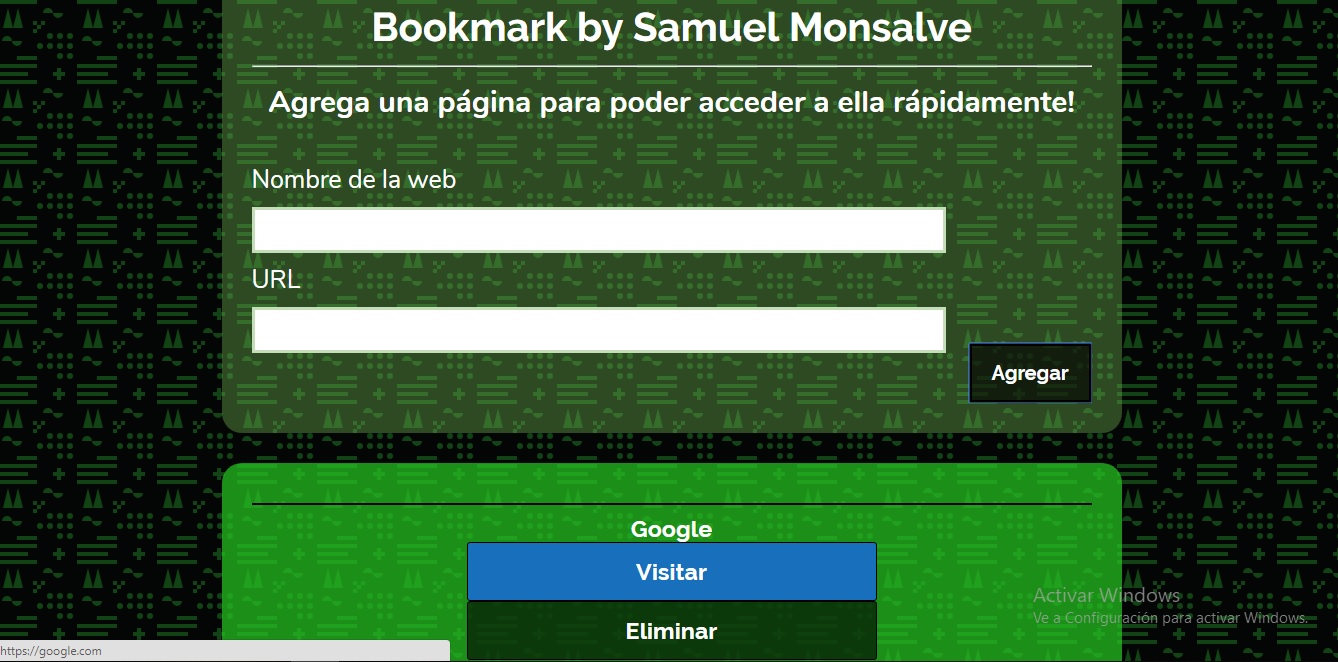 Bookmark by Samuel Monsalve
Agrega una página para poder acceder a ella rápidamente!
Nombre de la web
URL
Agregar
Google
Visitar
Eliminar
Activar Windows
Ve a Configuración para activar Windows.
https://google.com